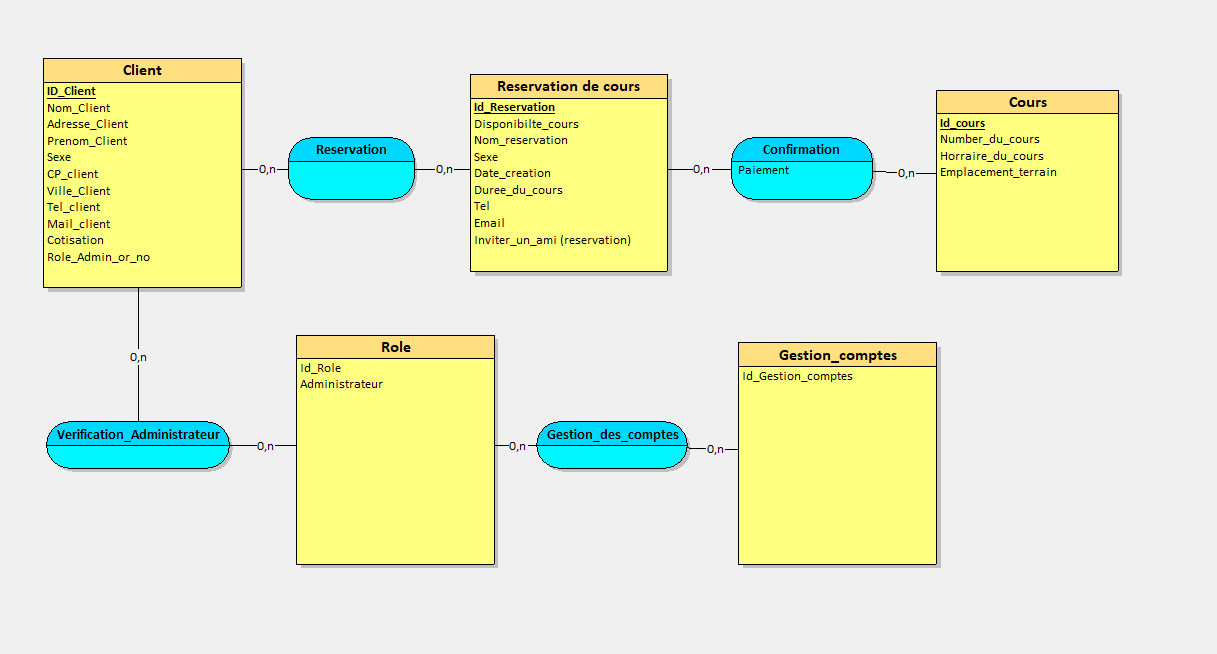 Client
ID_Client
Nom_Client
Adresse_Client
Prenom_Client
Sexe
CP_client
Ville_Client
Tel_client
Mail_client
Cotisation
Role_Admin_or_no
0,n
Reservation
0,n
Reservation de cours
Id_Reservation
Disponibilte_cours
Nom_reservation
Sexe
Date_creation
Duree_du_cours
Tel
Email
Inviter_un_ami (reservation)
0,n
Confirmation
Paiement
0,n
Cours
Id_cours
Number_du_cours
Horraire_du_cours
Emplacement_terrain
0,n
Verification_Administrateur
0,n
Role
Id_Role
Administrateur
0,n
Gestion_des_comptes
0,n
Gestion_comptes
Id_Gestion_comptes